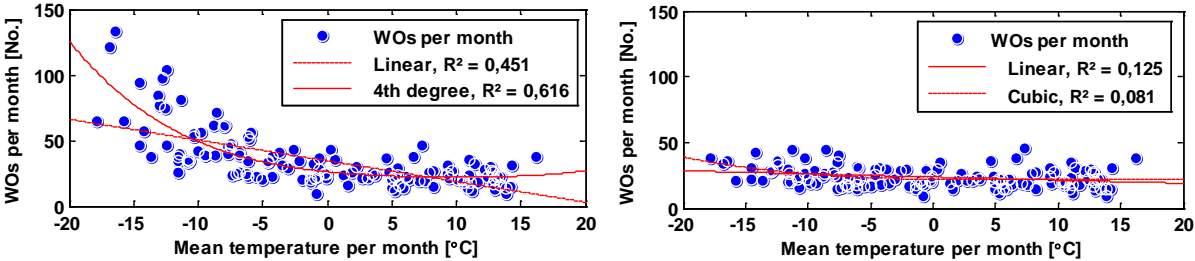 WOs per month [No.]
150
100
50
0
WOs per month
Linear, R² = 0,451
4th degree, R² = 0,616
-20 -15 -10 -5 0 5 10 15 20
Mean temperature per month [°C]
WOs per month [No.]
150
100
50
0
WOs per month
Linear, R² = 0,125
Cubic, R² = 0,081
-20 -15 -10 -5 0 5 10 15 20
Mean temperature per month [°C]